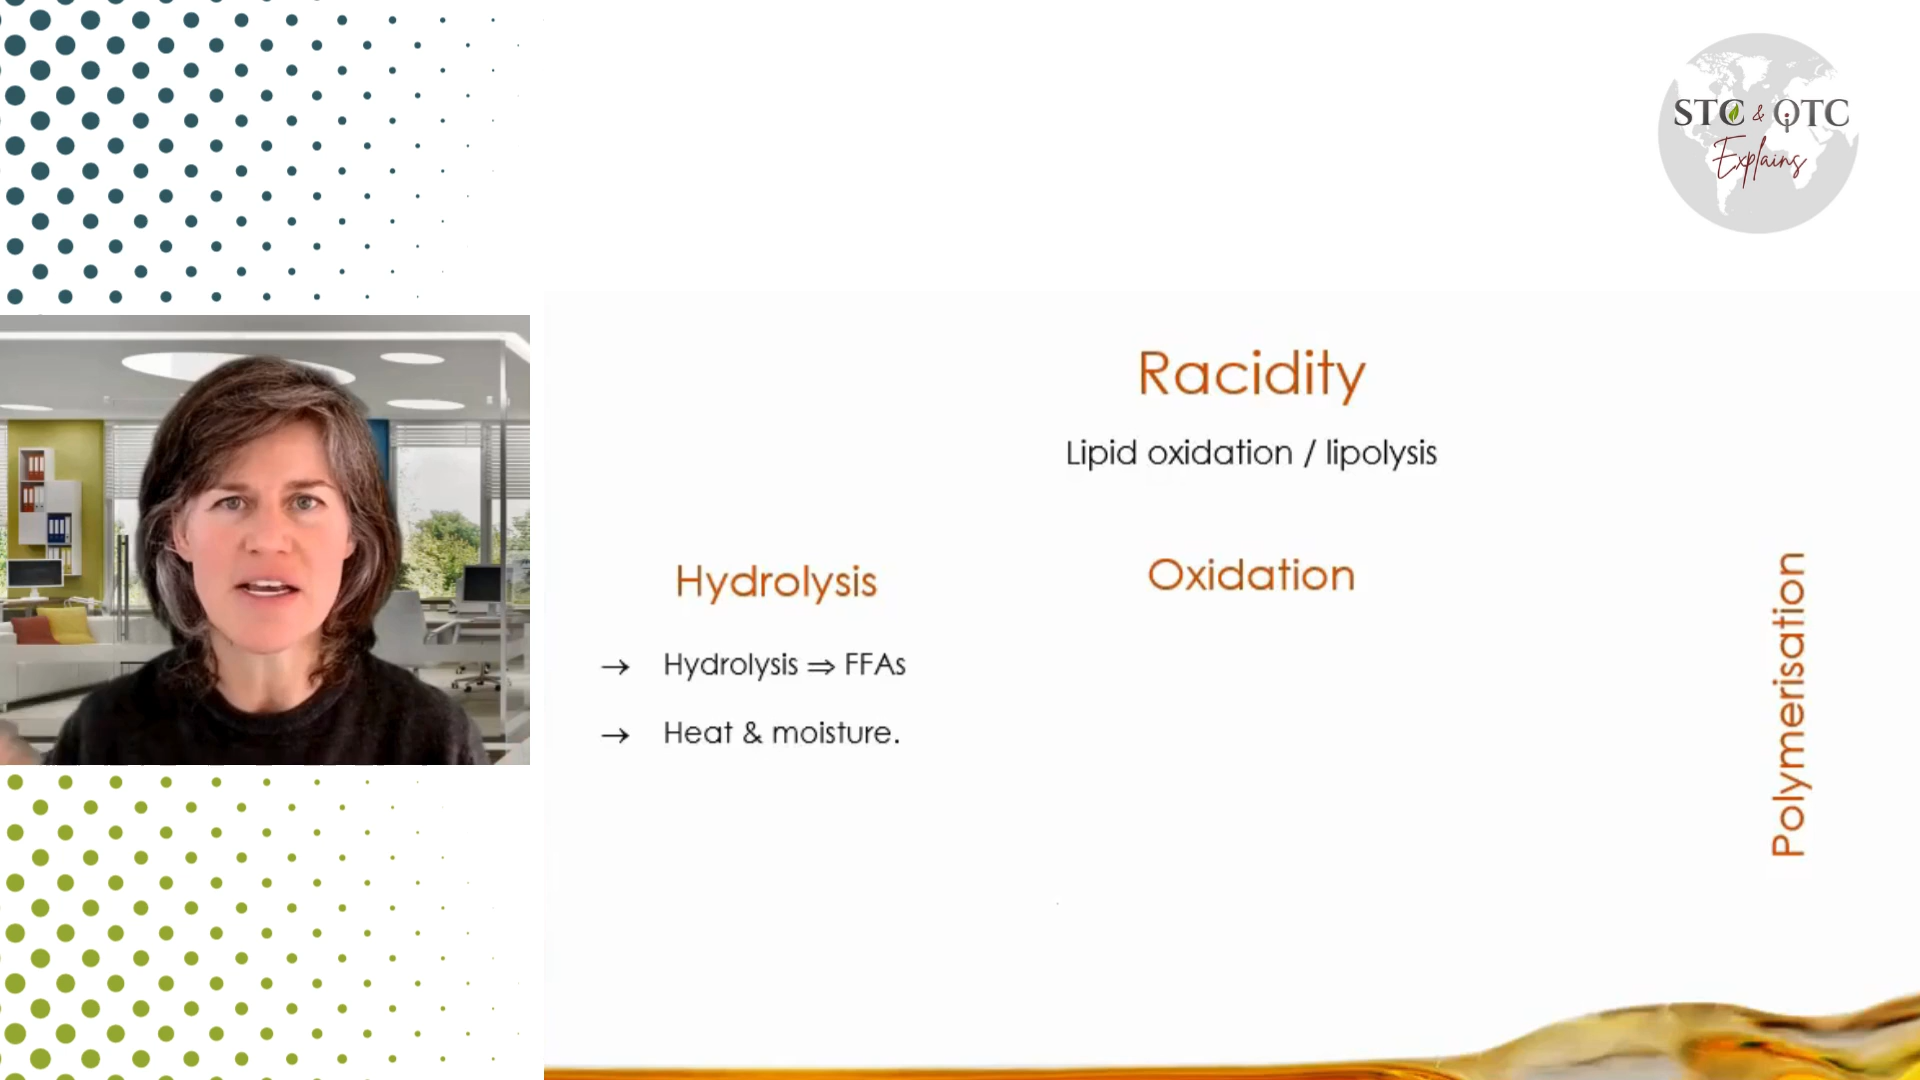 STC & QTC
Explains
Racidity
Lipid oxidation / lipolysis
Hydrolysis
→ Hydrolysis ⇒ FFAs
→ Heat & moisture.
Oxidation
Polymerisation